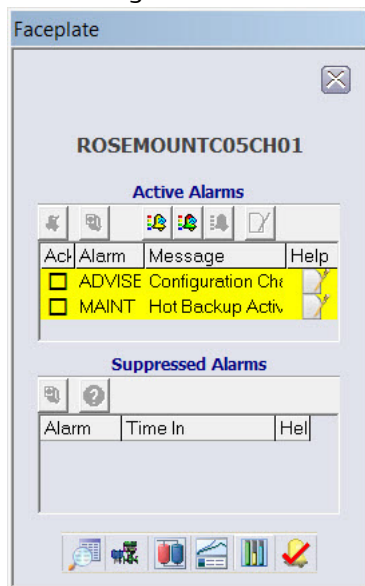 Faceplate
ROSEMOUNTC05CH01
Active Alarms
Ack Alarm Message Help
ADVISE Configuration Cha
MAINT Hot Backup Activ
Suppressed Alarms
Alarm Time In Hel